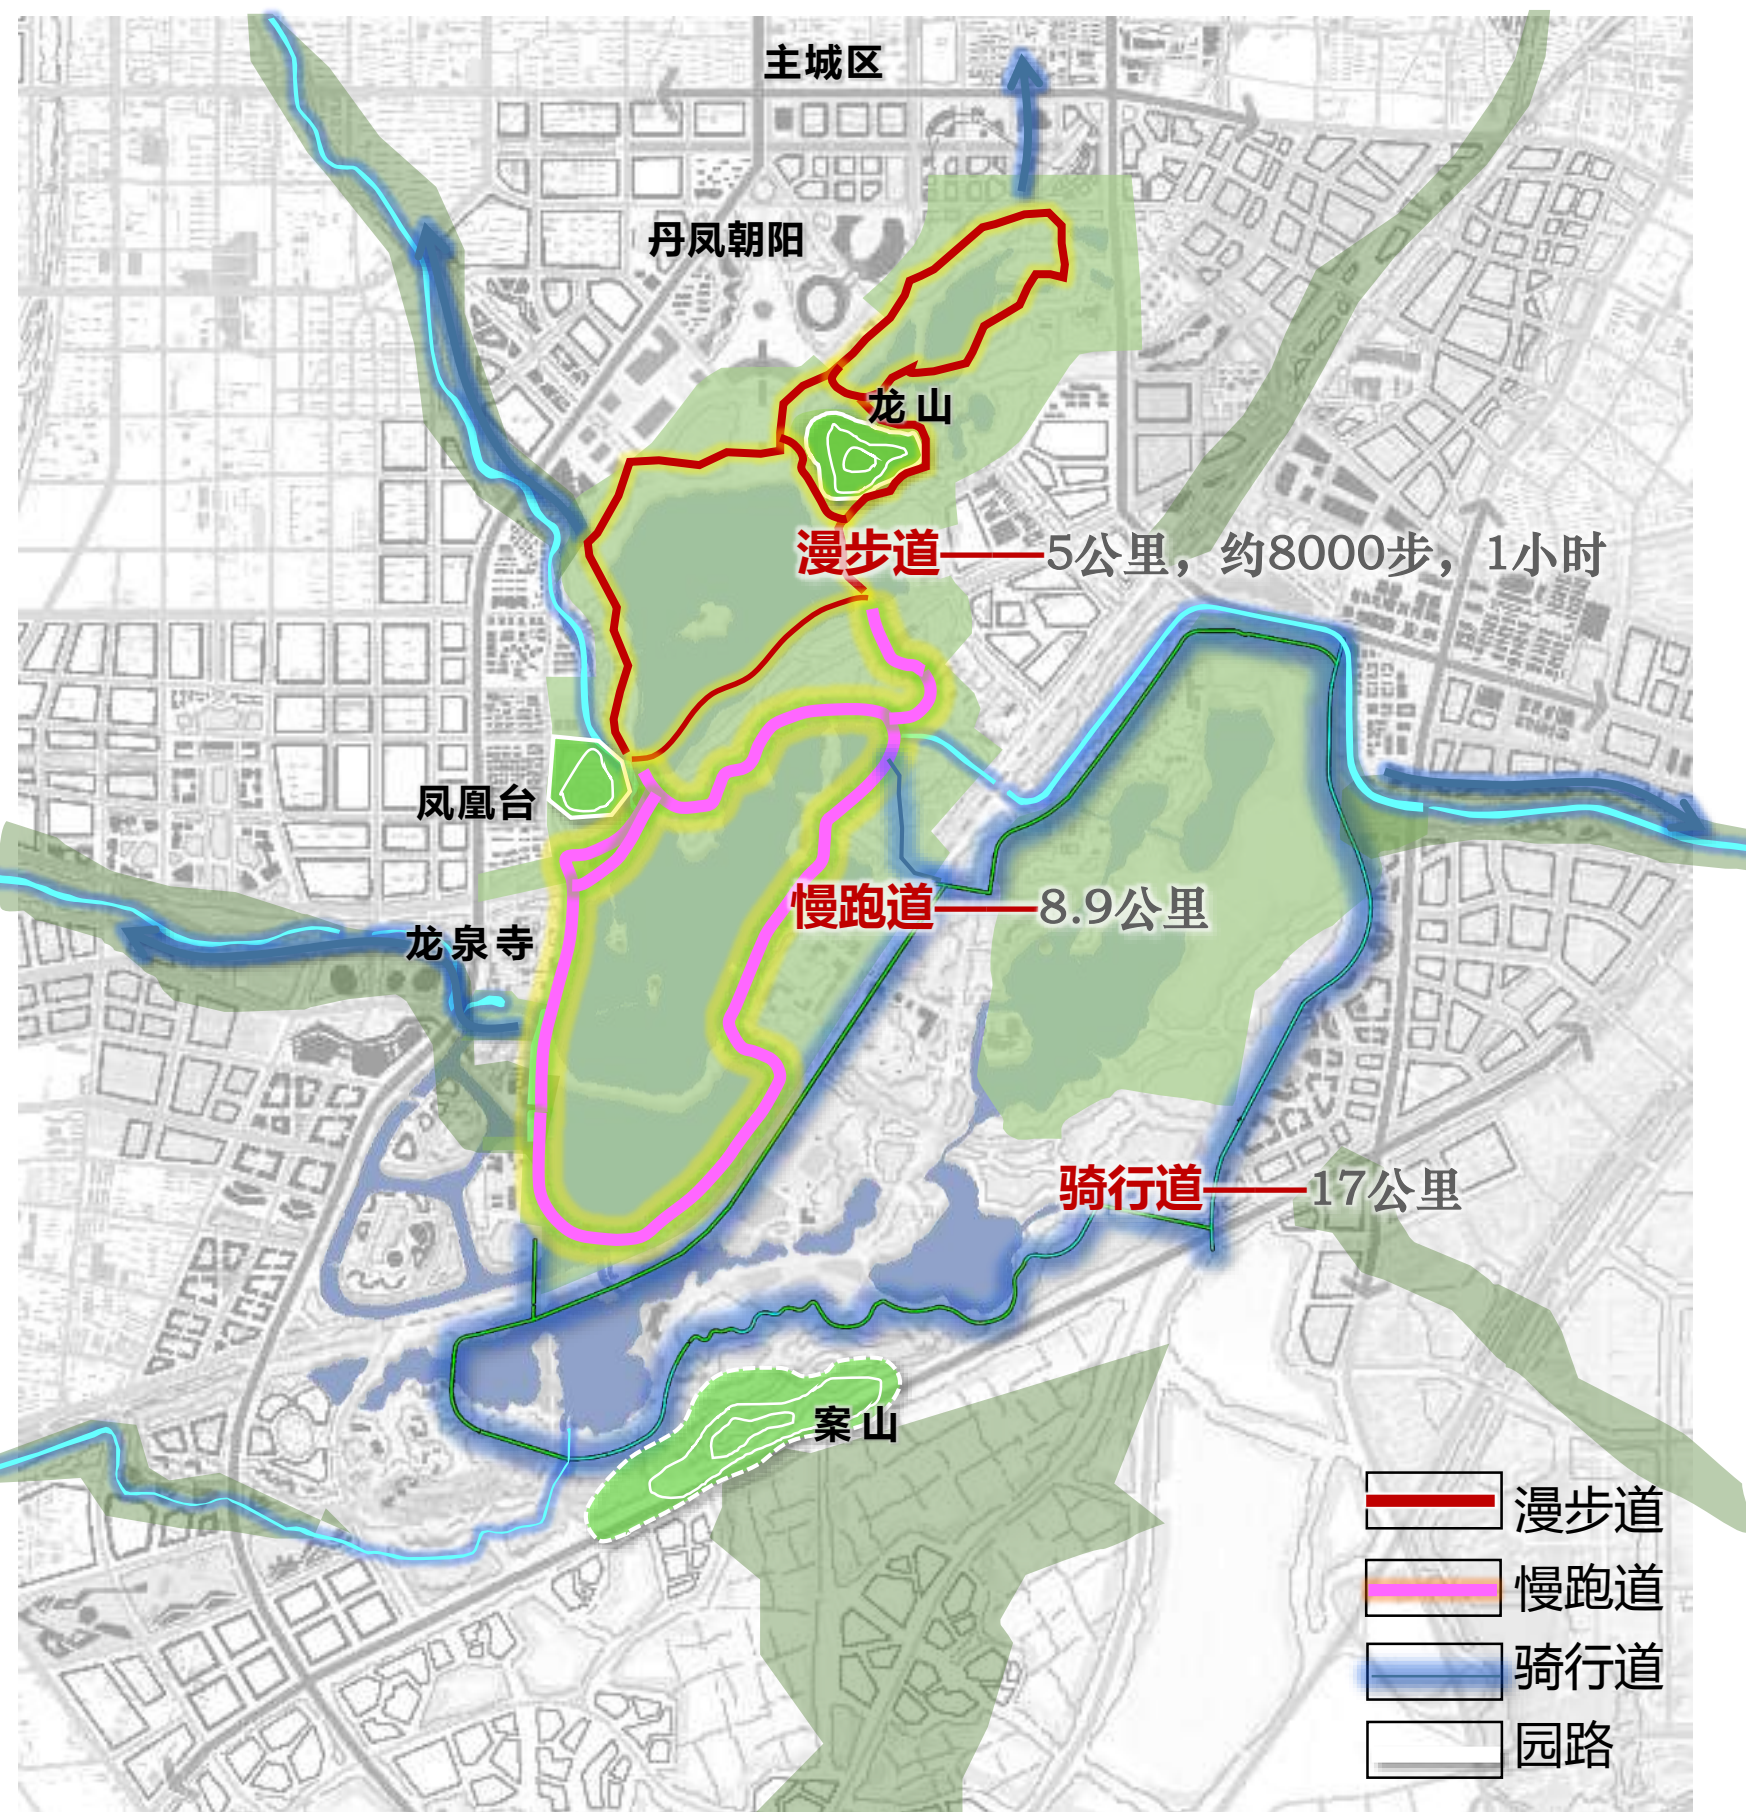 主城区
丹凤朝阳
龙山
漫步道——5公里，约8000步，1小时
凤凰台
慢跑道——8.9公里
龙泉寺
骑行道——17公里
案山
漫步道
慢跑道
骑行道
园路